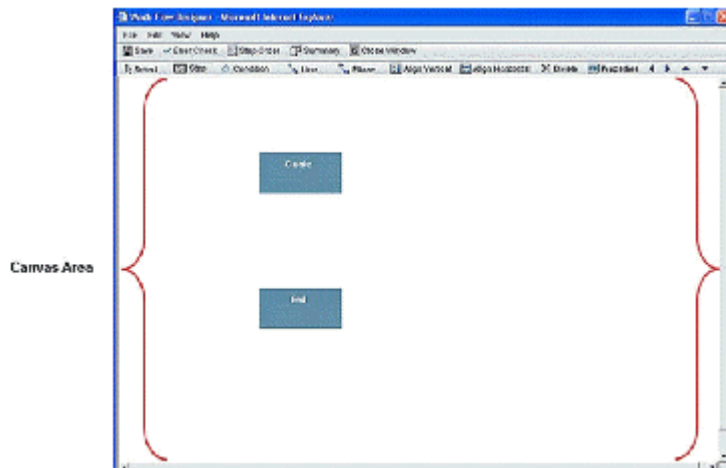 Work Flow Designer - Microsoft Internet Explorer
File Edit View Help
Save Error Check Step Order Summary Close Window
Select Step Condition Line Elbow Align Vertical Align Horizontal Delete Properties
Create
Canvas Area
End